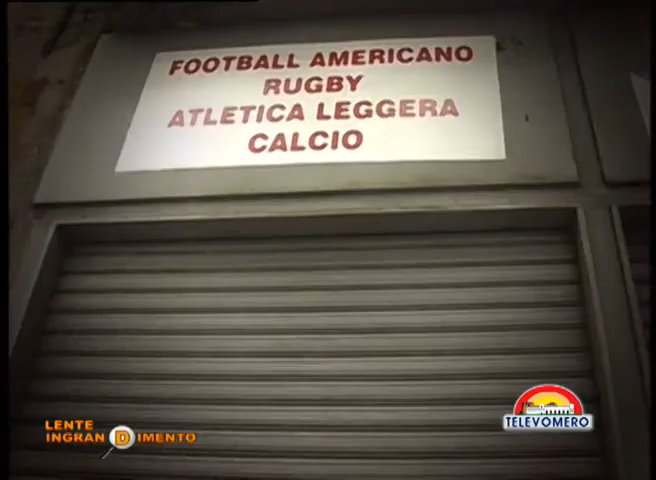 FOOTBALL AMERICANO
RUGBY
ATLETICA LEGGERA
CALCIO
LENTE
INGRANDIMENTO
TELEVOMERO